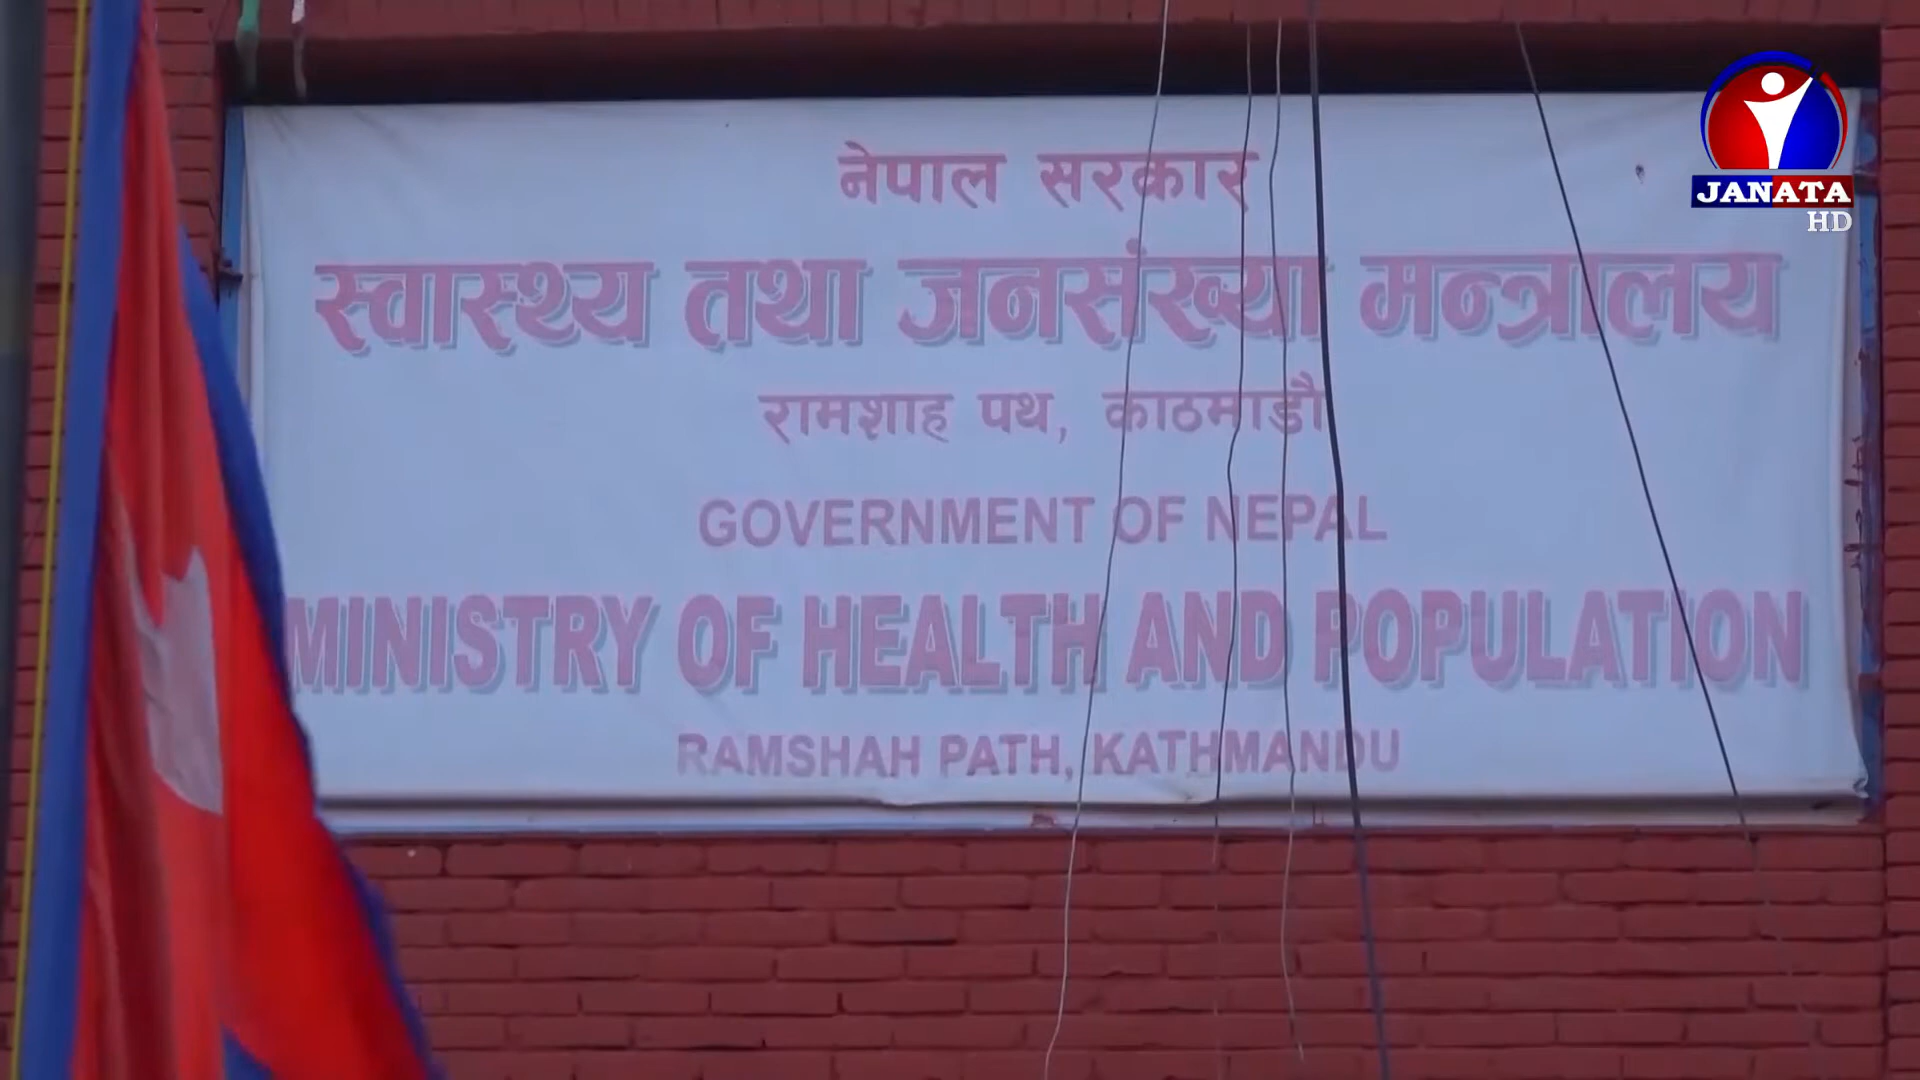 नेपाल सरकार
स्वास्थ्य तथा जनसंख्या मन्त्रालय
रामशाह पथ, काठमाडौं
GOVERNMENT OF NEPAL
MINISTRY OF HEALTH AND POPULATION
RAMSHAH PATH, KATHMANDU
JANATA
HD